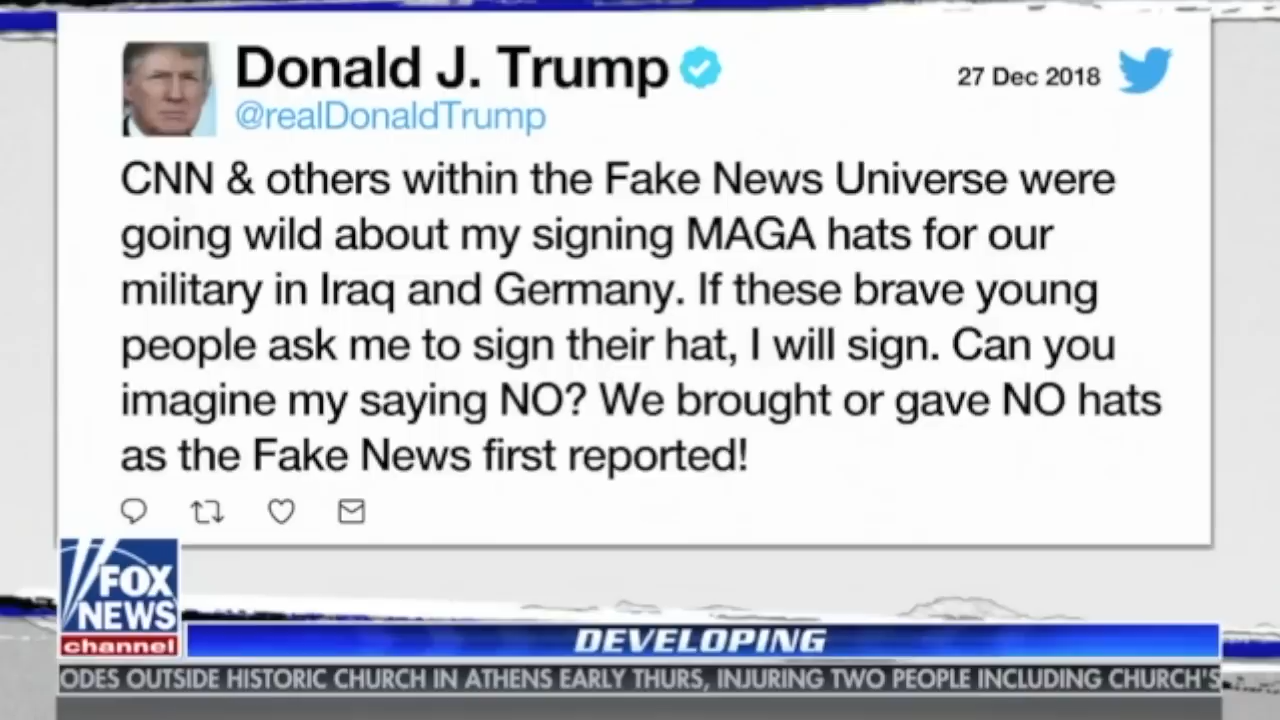 Donald J. Trump
27 Dec 2018
@realDonaldTrump
CNN & others within the Fake News Universe were
going wild about my signing MAGA hats for our
military in Iraq and Germany. If these brave young
people ask me to sign their hat, I will sign. Can you
imagine my saying NO? We brought or gave NO hats
as the Fake News first reported!
FOX
NEWS
channel
DEVELOPING
ODES OUTSIDE HISTORIC CHURCH IN ATHENS EARLY THURS, INJURING TWO PEOPLE INCLUDING CHURCH'S